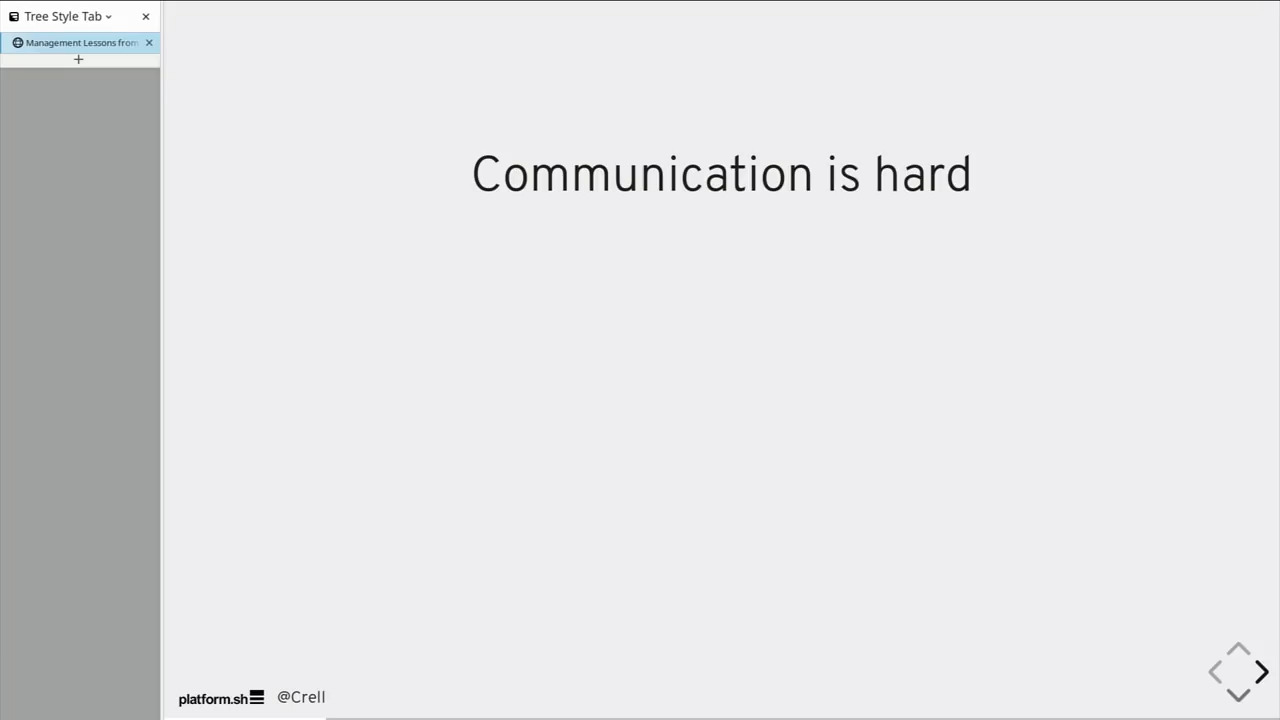 Tree Style Tab
Management Lessons from
Communication is hard
platform.sh @Crell